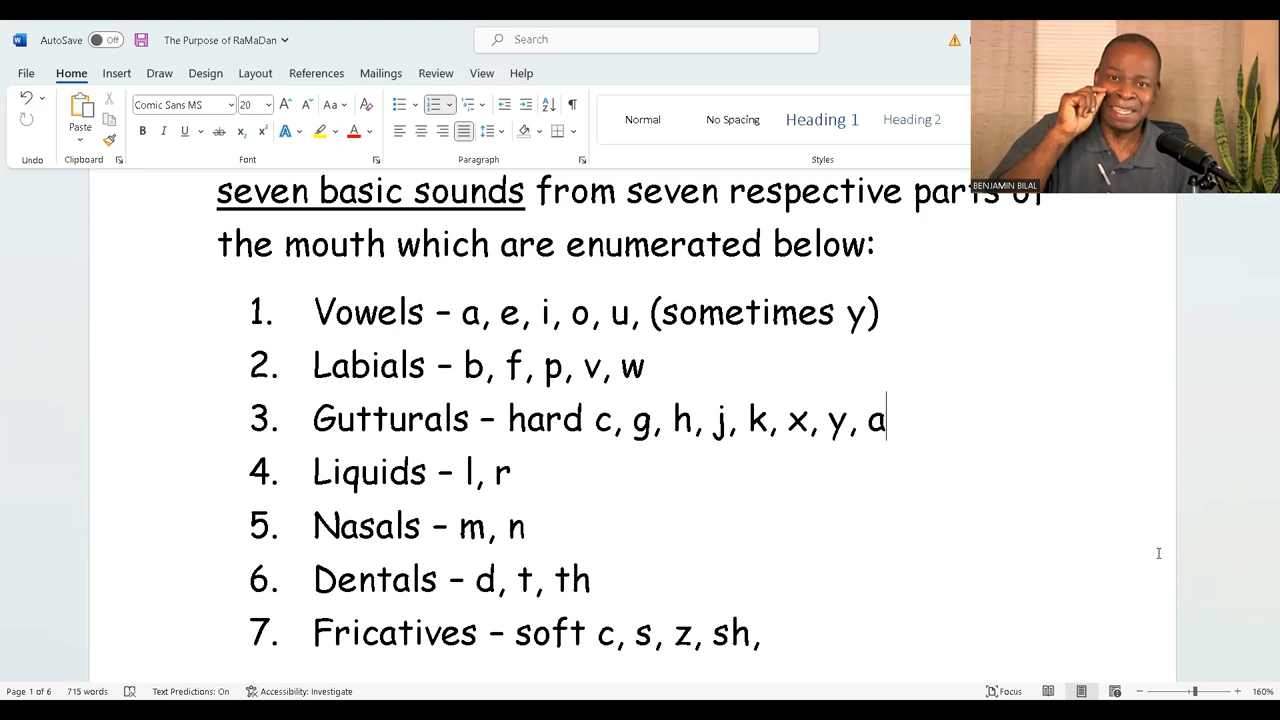 AutoSave Off The Purpose of RaMaDan Search
File Home Insert Draw Design Layout References Mailings Review View Help
Comic Sans MS 20 A A Aa A Normal No Spacing Heading 1 Heading 2
Paste B I U ab x₂ x² A A
Undo Clipboard Font Paragraph Styles
BENJAMIN BILAL
seven basic sounds from seven respective parts of
the mouth which are enumerated below:
1. Vowels – a, e, i, o, u, (sometimes y)
2. Labials – b, f, p, v, w
3. Gutturals – hard c, g, h, j, k, x, y, a
4. Liquids – l, r
5. Nasals – m, n
6. Dentals – d, t, th
7. Fricatives – soft c, s, z, sh,
Page 1 of 6 715 words Text Predictions: On Accessibility: Investigate Focus 160%